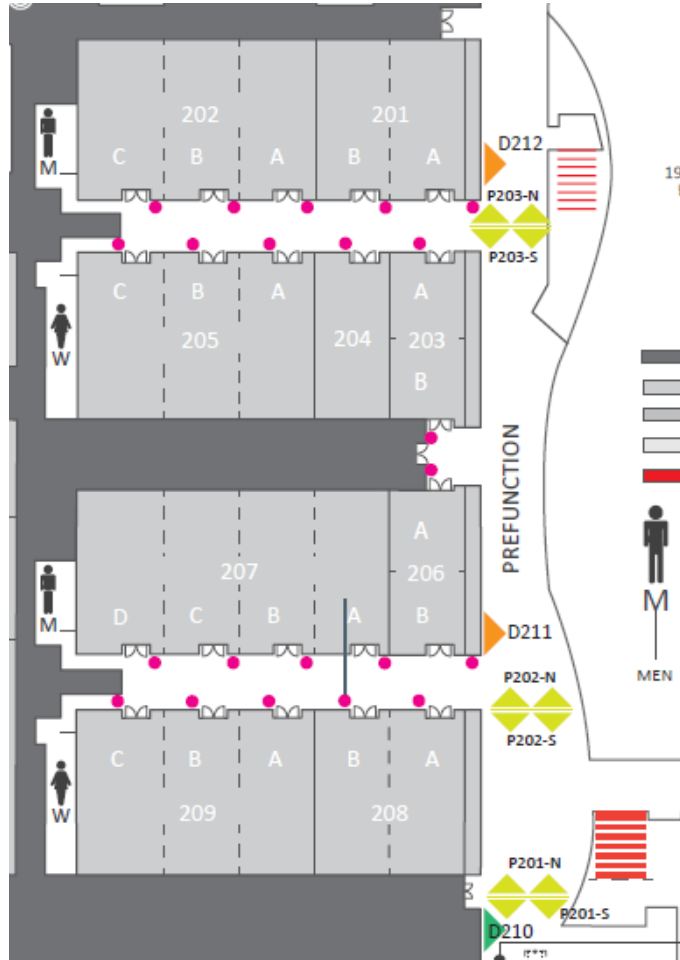 202
201
C
B
A
B
A
D212
M
P203-N
P203-S
C
B
A
A
205
204
203
W
B
PREFUNCTION
A
207
206
D
C
B
A
B
M
D211
M
MEN
P202-N
P202-S
C
B
A
B
A
W
209
208
P201-N
P201-S
D210